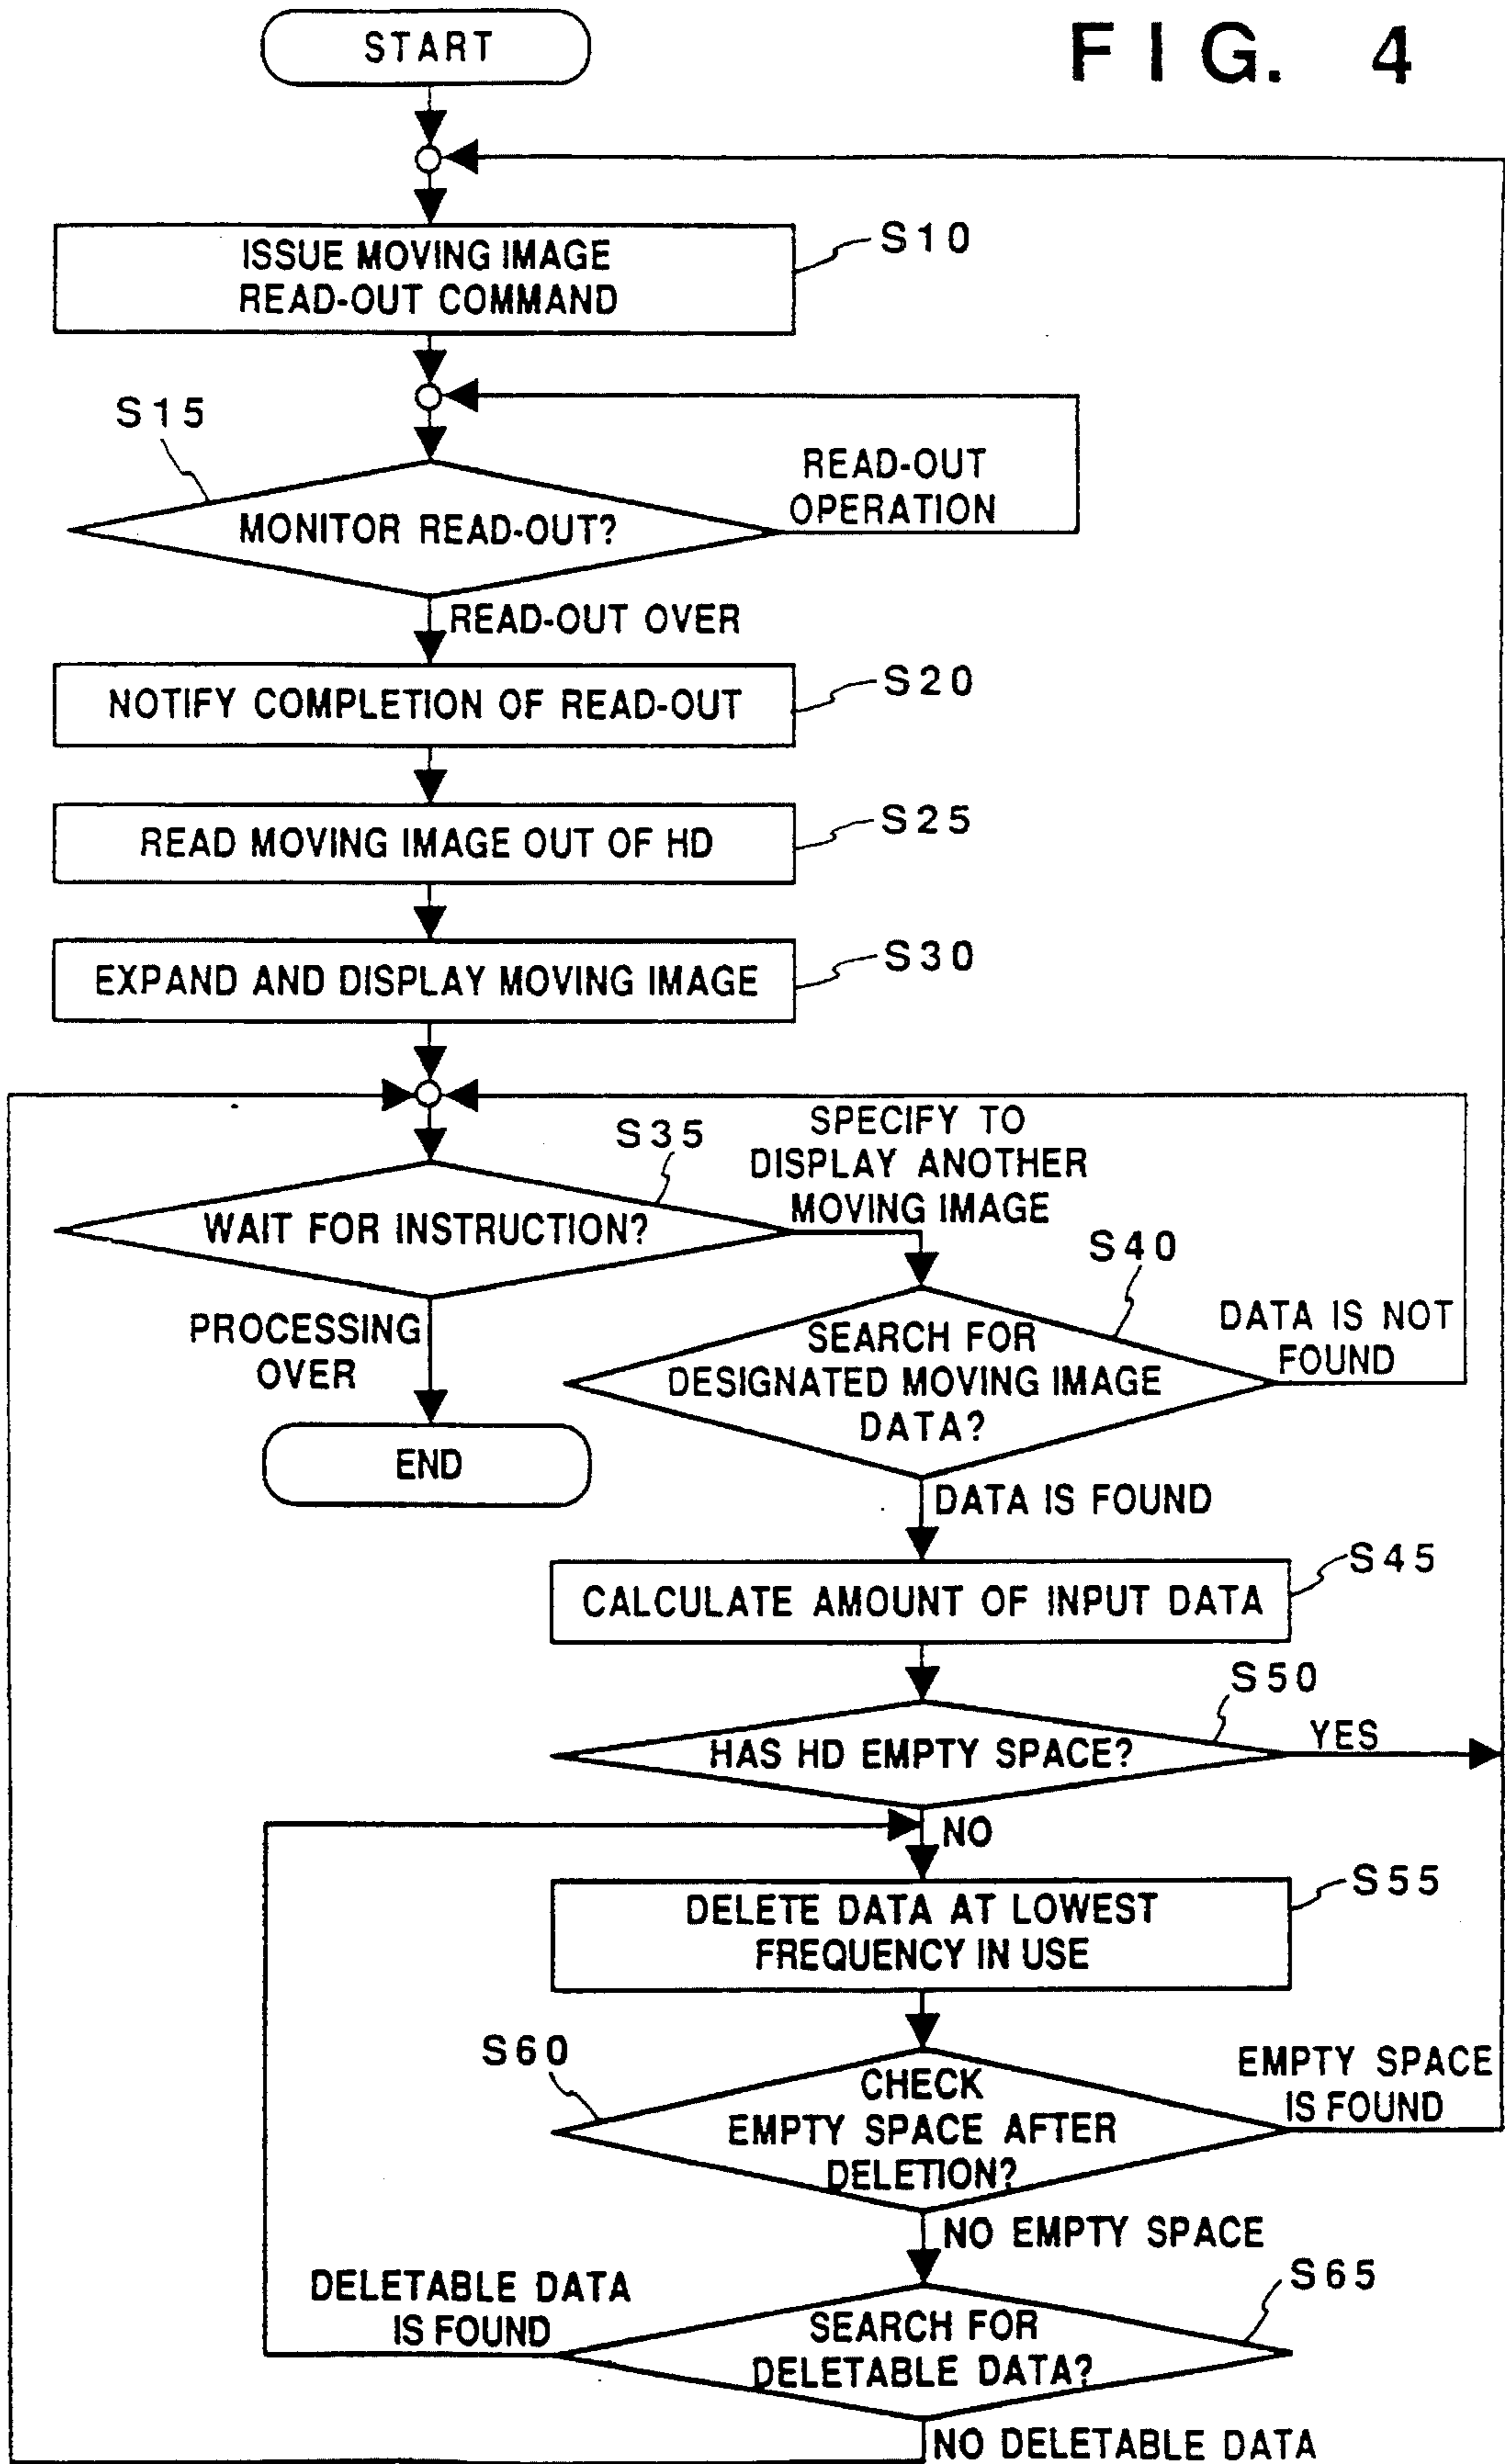 START
FIG. 4
ISSUE MOVING IMAGE
READ-OUT COMMAND
S10
S15
MONITOR READ-OUT?
READ-OUT
OPERATION
READ-OUT OVER
NOTIFY COMPLETION OF READ-OUT
S20
READ MOVING IMAGE OUT OF HD
S25
EXPAND AND DISPLAY MOVING IMAGE
S30
S35
WAIT FOR INSTRUCTION?
SPECIFY TO
DISPLAY ANOTHER
MOVING IMAGE
PROCESSING
OVER
END
S40
SEARCH FOR
DESIGNATED MOVING IMAGE
DATA?
DATA IS NOT
FOUND
DATA IS FOUND
CALCULATE AMOUNT OF INPUT DATA
S45
S50
HAS HD EMPTY SPACE?
YES
NO
DELETE DATA AT LOWEST
FREQUENCY IN USE
S55
S60
CHECK
EMPTY SPACE AFTER
DELETION?
EMPTY SPACE
IS FOUND
NO EMPTY SPACE
S65
SEARCH FOR
DELETABLE DATA?
DELETABLE DATA
IS FOUND
NO DELETABLE DATA